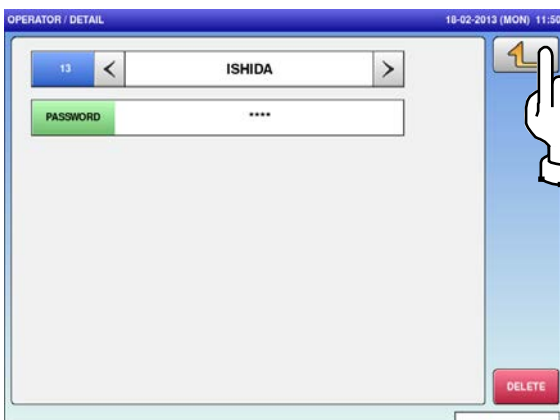 OPERATOR / DETAIL 18-02-2013 (MON) 11:50
13 < ISHIDA >
PASSWORD ****
DELETE